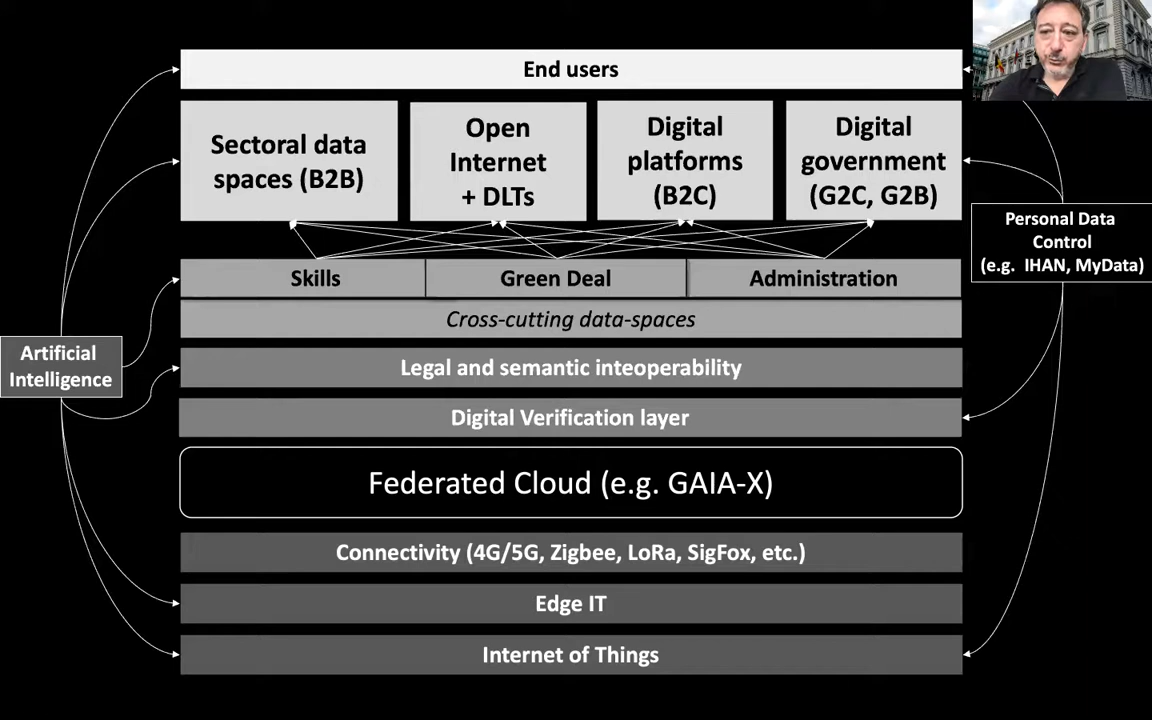 End users
Sectoral data
spaces (B2B)
Open
Internet
+ DLTs
Digital
platforms
(B2C)
Digital
government
(G2C, G2B)
Personal Data
Control
(e.g. IHAN, MyData)
Skills
Green Deal
Administration
Cross-cutting data-spaces
Artificial
Intelligence
Legal and semantic inteoperability
Digital Verification layer
Federated Cloud (e.g. GAIA-X)
Connectivity (4G/5G, Zigbee, LoRa, SigFox, etc.)
Edge IT
Internet of Things